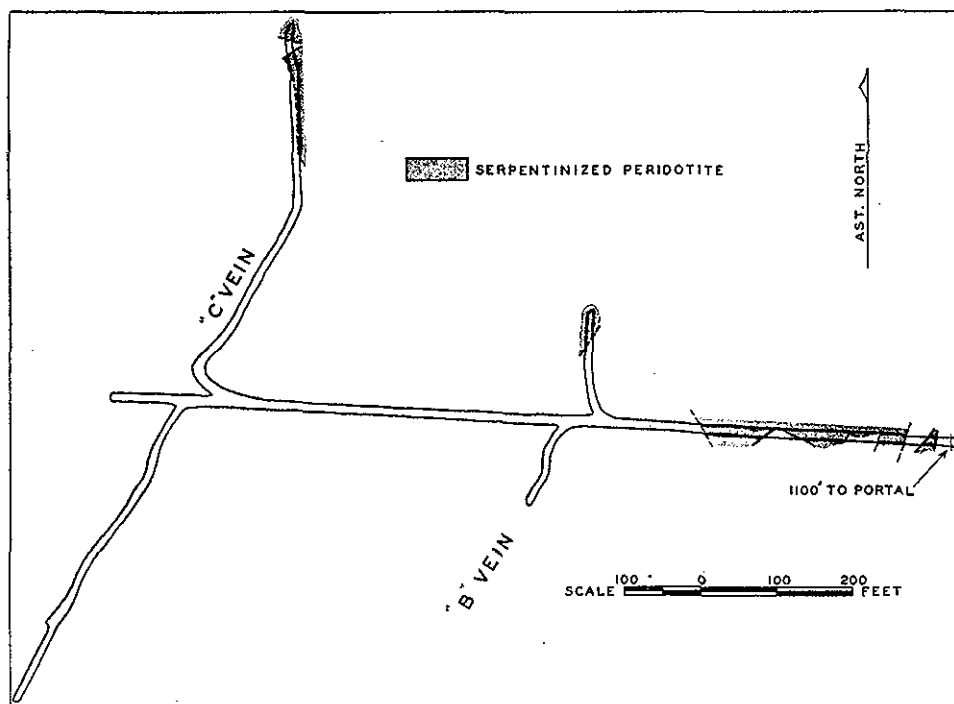 SERPENTINIZED PERIDOTITE
AST. NORTH
"C" VEIN
1100' TO PORTAL
"B" VEIN
SCALE 100 0 100 200 FEET